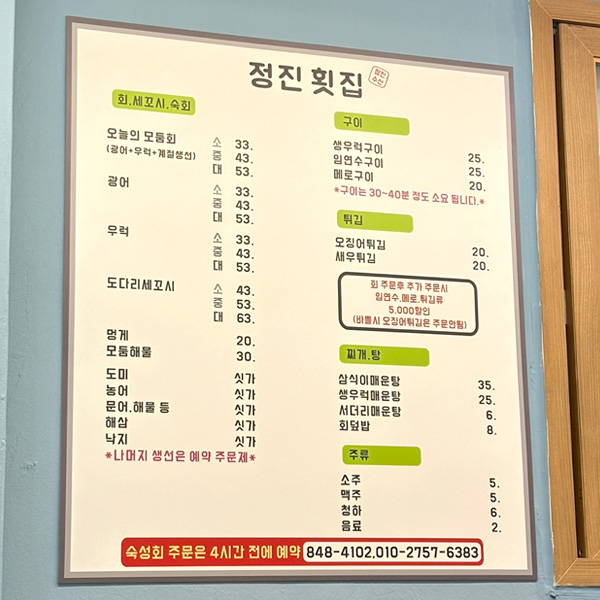 정진횟집
정진
수산
회.세꼬시.숙회
오늘의 모둠회 소 33.
(광어+우럭+계절생선) 중 43.
대 53.
광어 소 33.
중 43.
대 53.
우럭 소 33.
중 43.
대 53.
도다리세꼬시 소 43.
중 53.
대 63.
멍게 20.
모둠해물 30.
도미 싯가
농어 싯가
문어.해물 등 싯가
해삼 싯가
낙지 싯가
*나머지 생선은 예약 주문제*
구이
생우럭구이 25.
임연수구이 25.
메로구이 20.
*구이는 30~40분 정도 소요 됩니다.*
튀김
오징어튀김 20.
새우튀김 20.
회 주문후 추가 주문시
임연수.메로.튀김류
5,000할인
(바쁠시 오징어튀김은 주문안됨)
찌개.탕
삼식이매운탕 35.
생우럭매운탕 25.
서더리매운탕 6.
회덮밥 8.
주류
소주 5.
맥주 5.
청하 6.
음료 2.
숙성회 주문은 4시간 전에 예약 848-4102.010-2757-6383